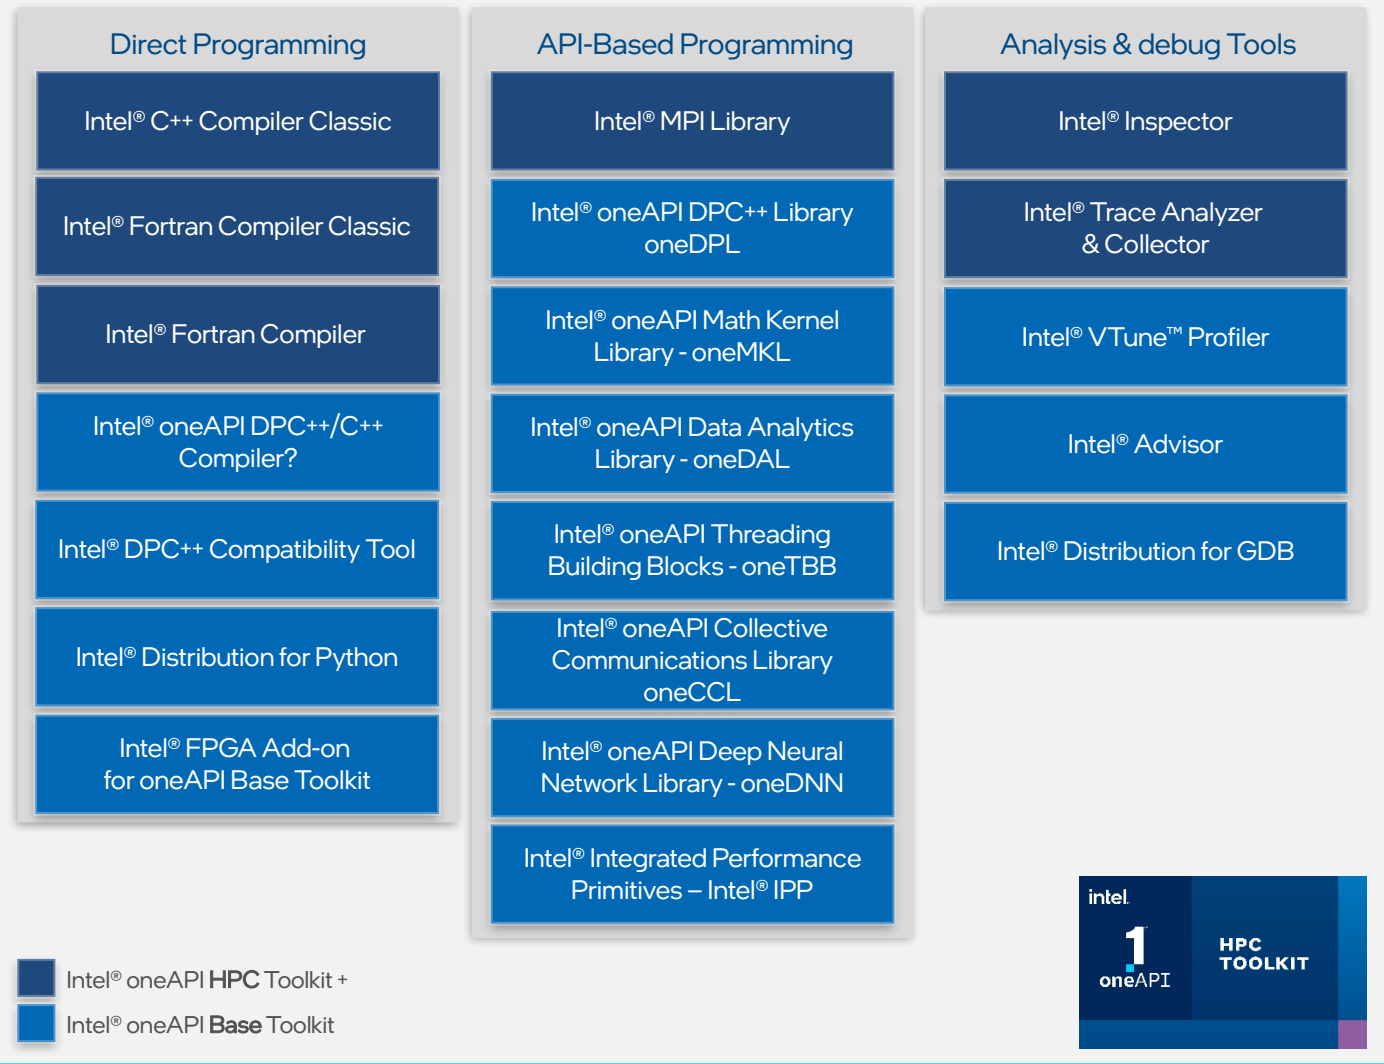 Direct Programming
Intel® C++ Compiler Classic
Intel® Fortran Compiler Classic
Intel® Fortran Compiler
Intel® oneAPI DPC++/C++
Compiler?
Intel® DPC++ Compatibility Tool
Intel® Distribution for Python
Intel® FPGA Add-on
for oneAPI Base Toolkit
API-Based Programming
Intel® MPI Library
Intel® oneAPI DPC++ Library
oneDPL
Intel® oneAPI Math Kernel
Library - oneMKL
Intel® oneAPI Data Analytics
Library - oneDAL
Intel® oneAPI Threading
Building Blocks - oneTBB
Intel® oneAPI Collective
Communications Library
oneCCL
Intel® oneAPI Deep Neural
Network Library - oneDNN
Intel® Integrated Performance
Primitives – Intel® IPP
Analysis & debug Tools
Intel® Inspector
Intel® Trace Analyzer
& Collector
Intel® VTune™ Profiler
Intel® Advisor
Intel® Distribution for GDB
Intel® oneAPI HPC Toolkit +
Intel® oneAPI Base Toolkit
intel.
1
oneAPI
HPC
TOOLKIT